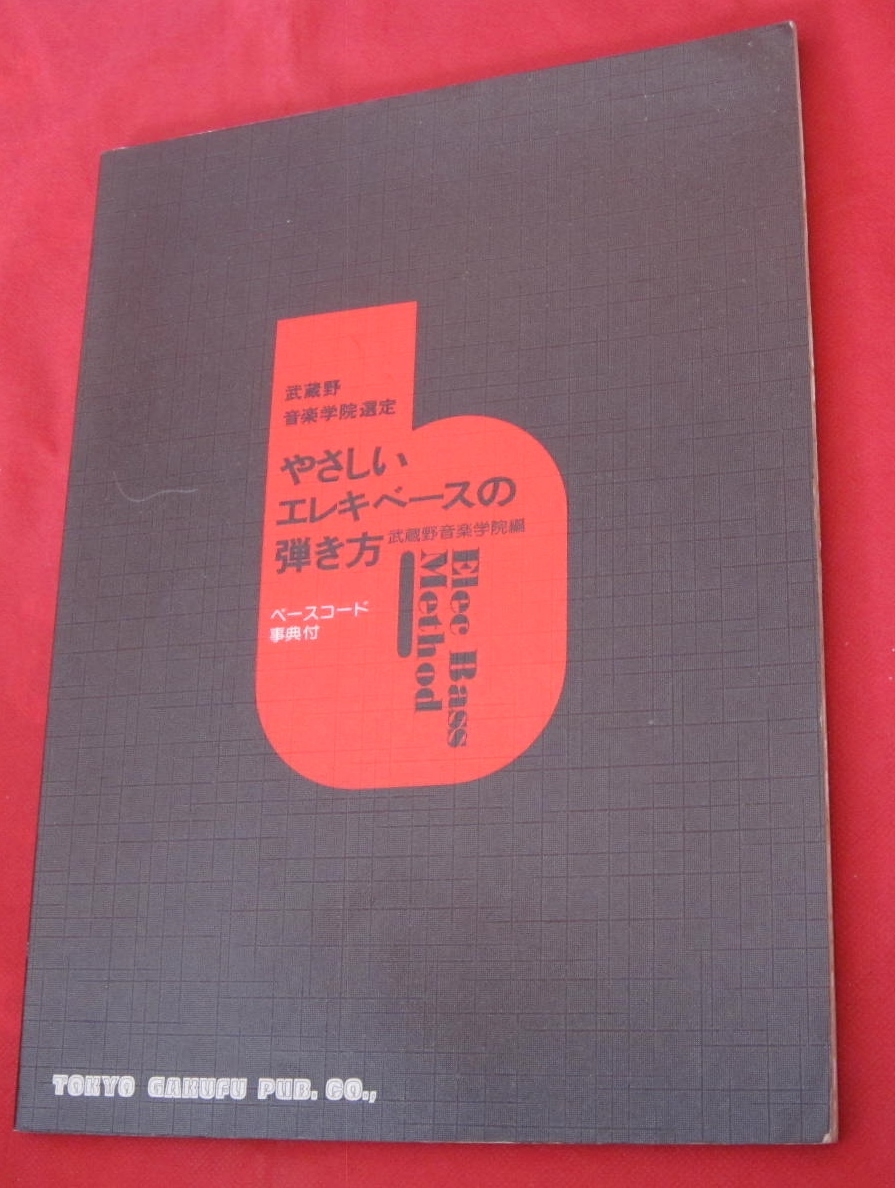 武蔵野
音楽学院選定
やさしい
エレキベースの
弾き方
武蔵野音楽学院編
Elec Bass
Method
ベースコード
事典付
TOKYO GAKUFU PUB. CO.,